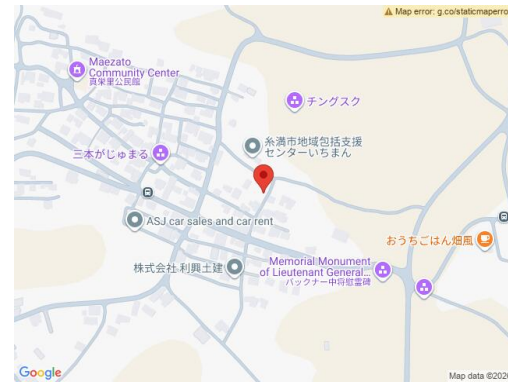 Map error: g.co/staticmaperro
Maezato
Community Center
真栄里公民館
チングスク
糸満市地域包括支援
センターいちまん
三本がじゅまる
ASJ car sales and car rent
おうちごはん畑風
Memorial Monument
of Lieutenant General...
バックナー中将慰霊碑
株式会社 利興土建
Google
Map data ©2026